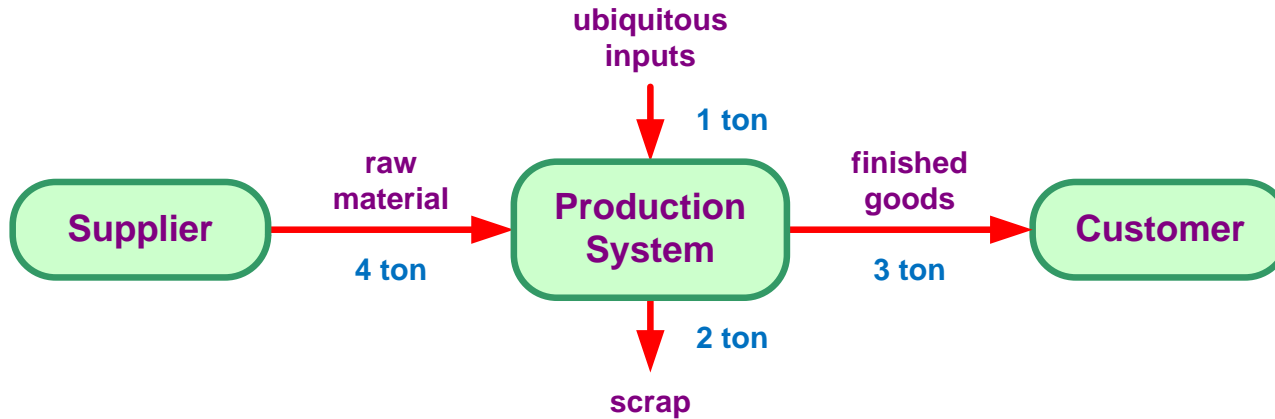 ubiquitous
inputs
1 ton
raw
material
finished
goods
Supplier
Production
System
Customer
4 ton
3 ton
2 ton
scrap